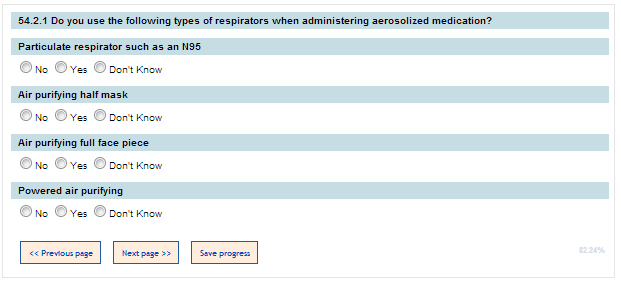 54.2.1 Do you use the following types of respirators when administering aerosolized medication?
Particulate respirator such as an N95
No Yes Don't Know
Air purifying half mask
No Yes Don't Know
Air purifying full face piece
No Yes Don't Know
Powered air purifying
No Yes Don't Know
<< Previous page Next page >> Save progress 62.24%